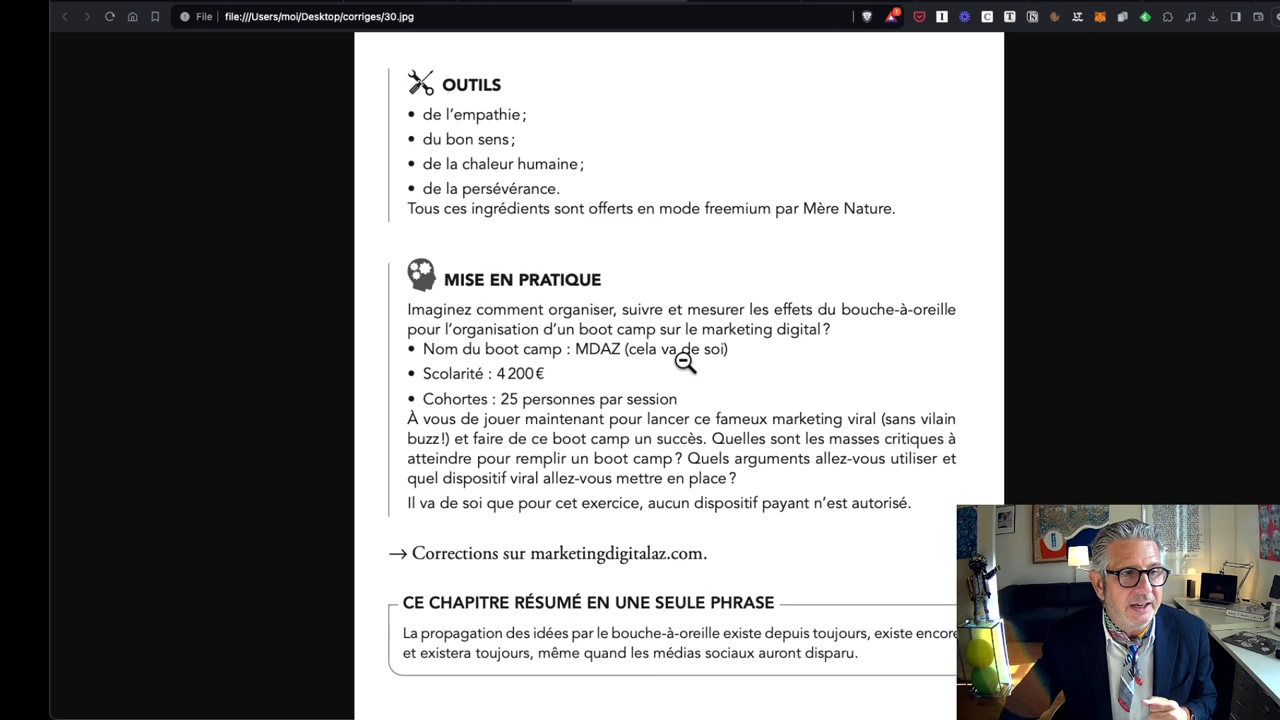 File
file:///Users/moi/Desktop/corriges/30.jpg
OUTILS
• de l’empathie ;
• du bon sens ;
• de la chaleur humaine ;
• de la persévérance.
Tous ces ingrédients sont offerts en mode freemium par Mère Nature.
MISE EN PRATIQUE
Imaginez comment organiser, suivre et mesurer les effets du bouche-à-oreille
pour l’organisation d’un boot camp sur le marketing digital ?
• Nom du boot camp : MDAZ (cela va de soi)
• Scolarité : 4 200 €
• Cohortes : 25 personnes par session
À vous de jouer maintenant pour lancer ce fameux marketing viral (sans vilain
buzz !) et faire de ce boot camp un succès. Quelles sont les masses critiques à
atteindre pour remplir un boot camp ? Quels arguments allez-vous utiliser et
quel dispositif viral allez-vous mettre en place ?
Il va de soi que pour cet exercice, aucun dispositif payant n’est autorisé.
→ Corrections sur marketingdigitalaz.com.
CE CHAPITRE RÉSUMÉ EN UNE SEULE PHRASE
La propagation des idées par le bouche-à-oreille existe depuis toujours, existe encore
et existera toujours, même quand les médias sociaux auront disparu.